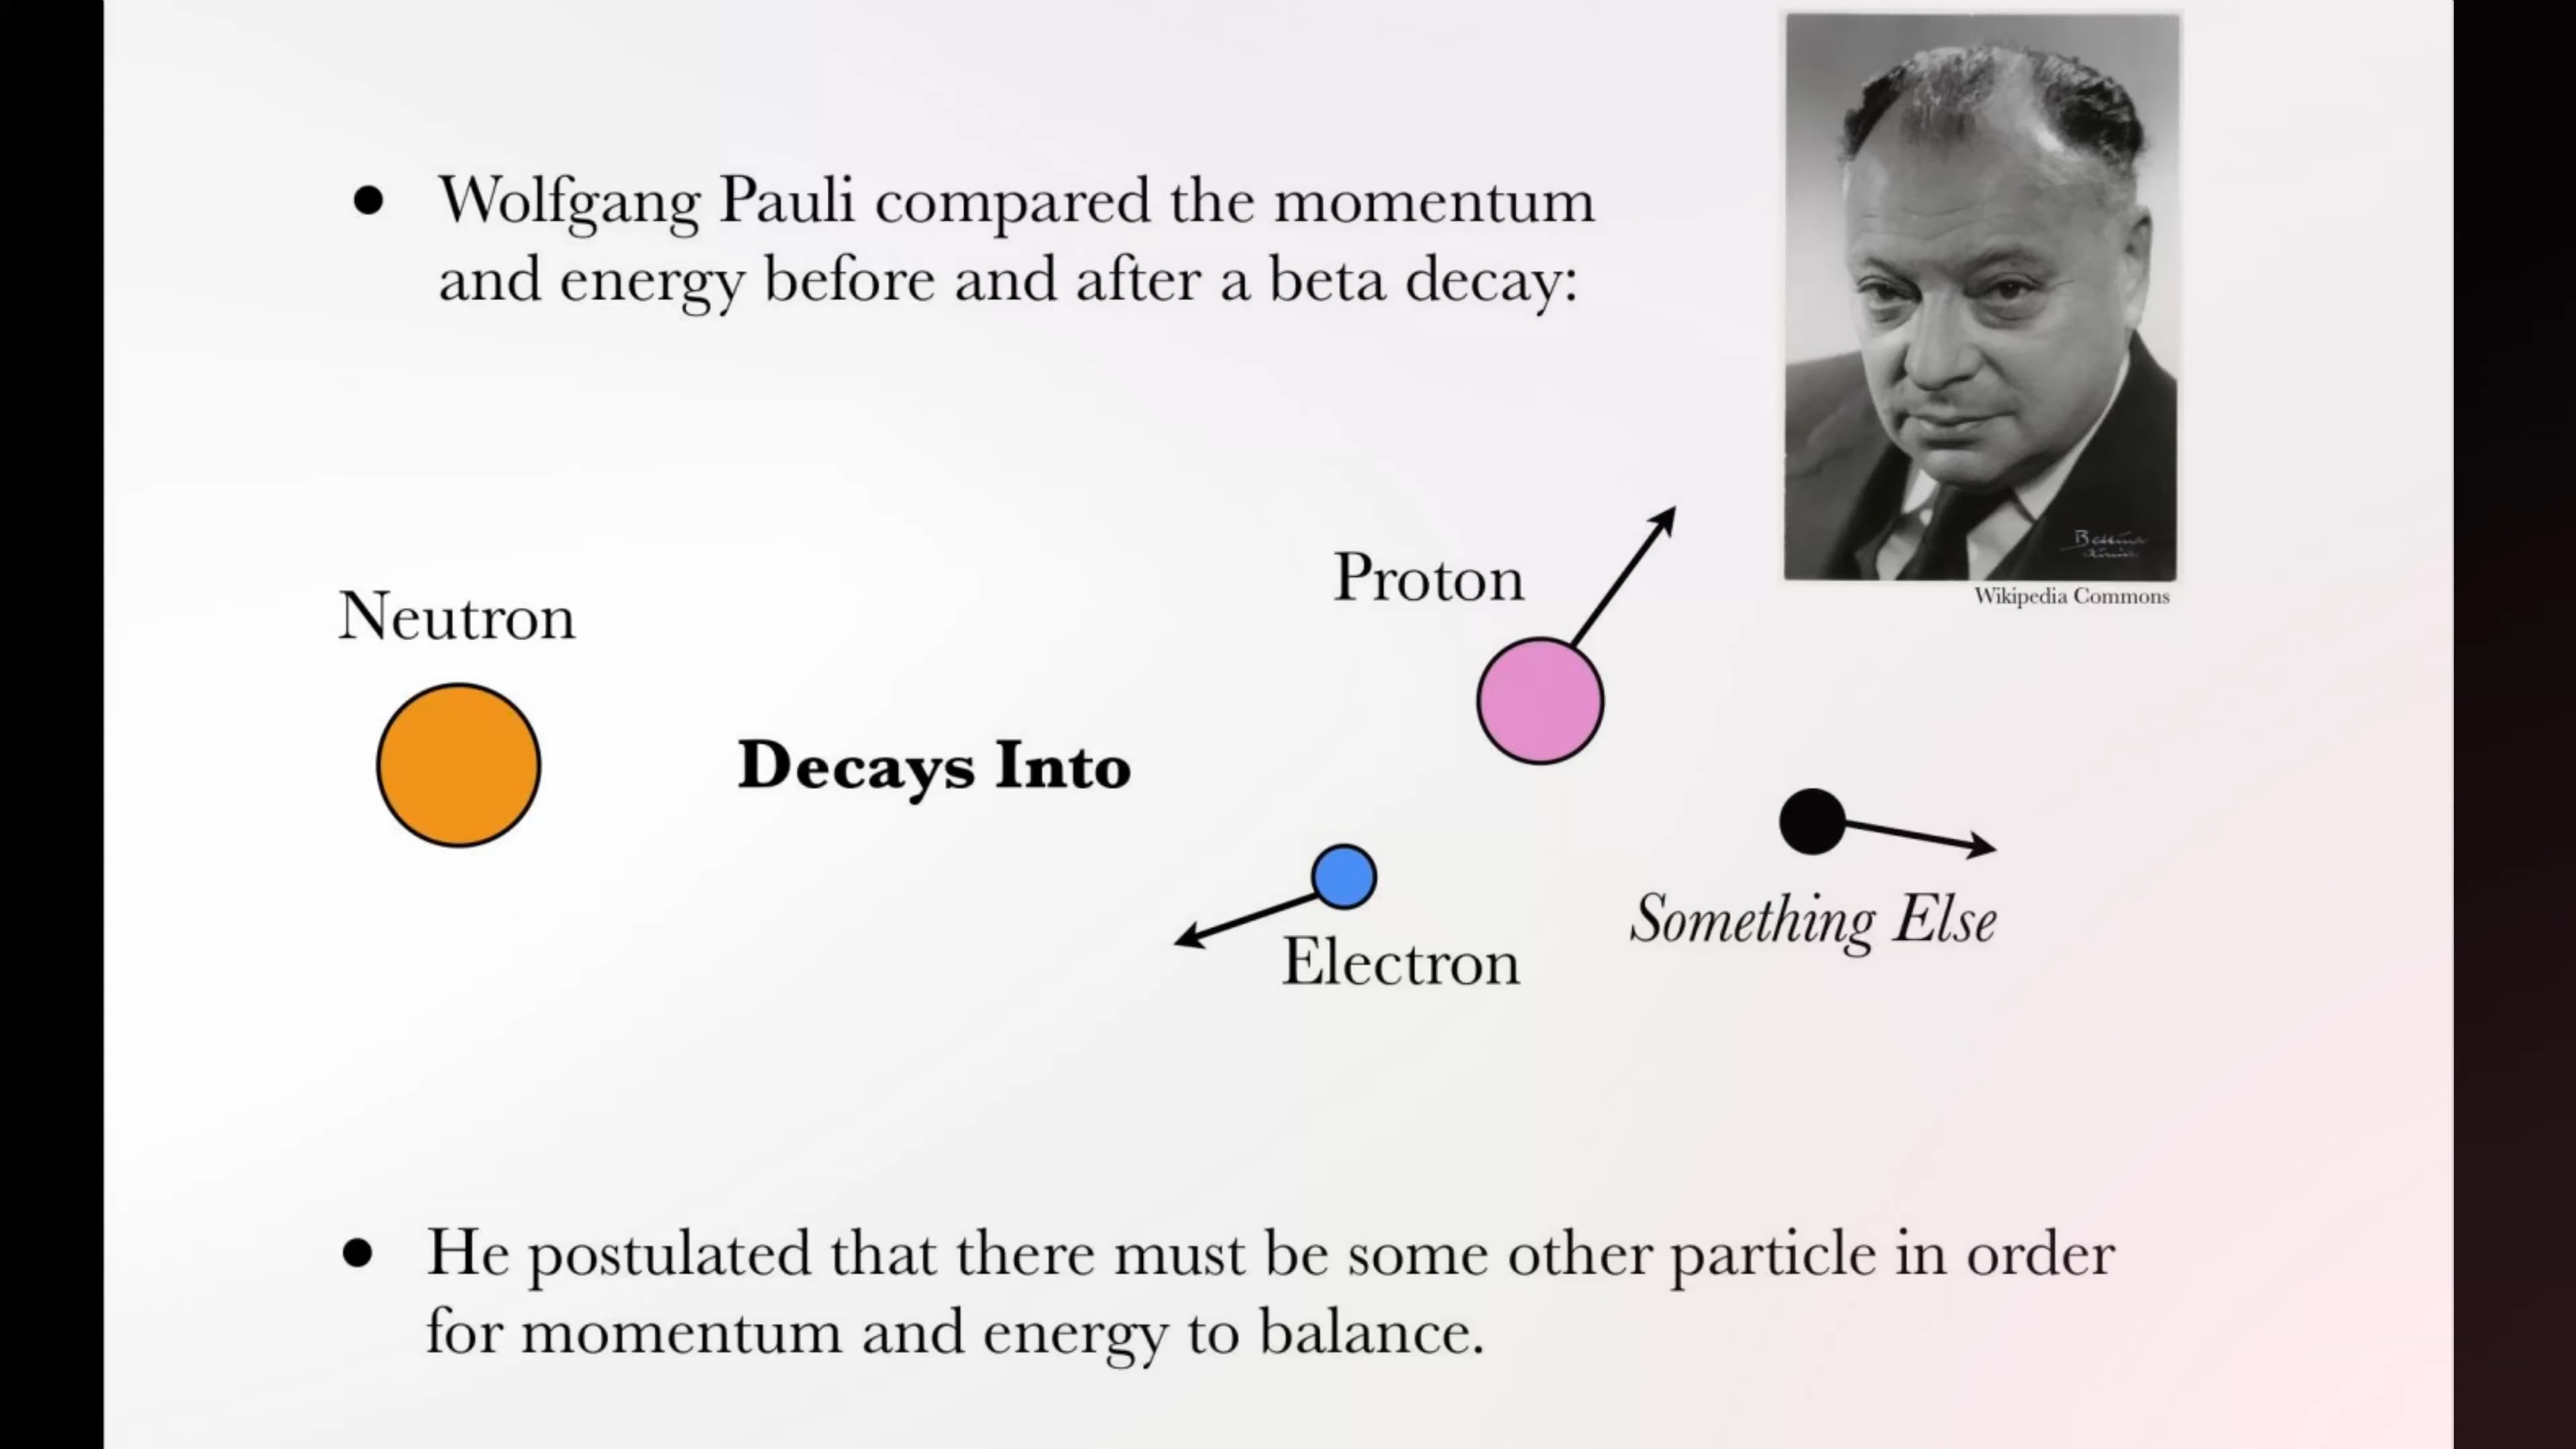 • Wolfgang Pauli compared the momentum
and energy before and after a beta decay:
Wikipedia Commons
Neutron
Proton
Decays Into
Electron
Something Else
• He postulated that there must be some other particle in order
for momentum and energy to balance.